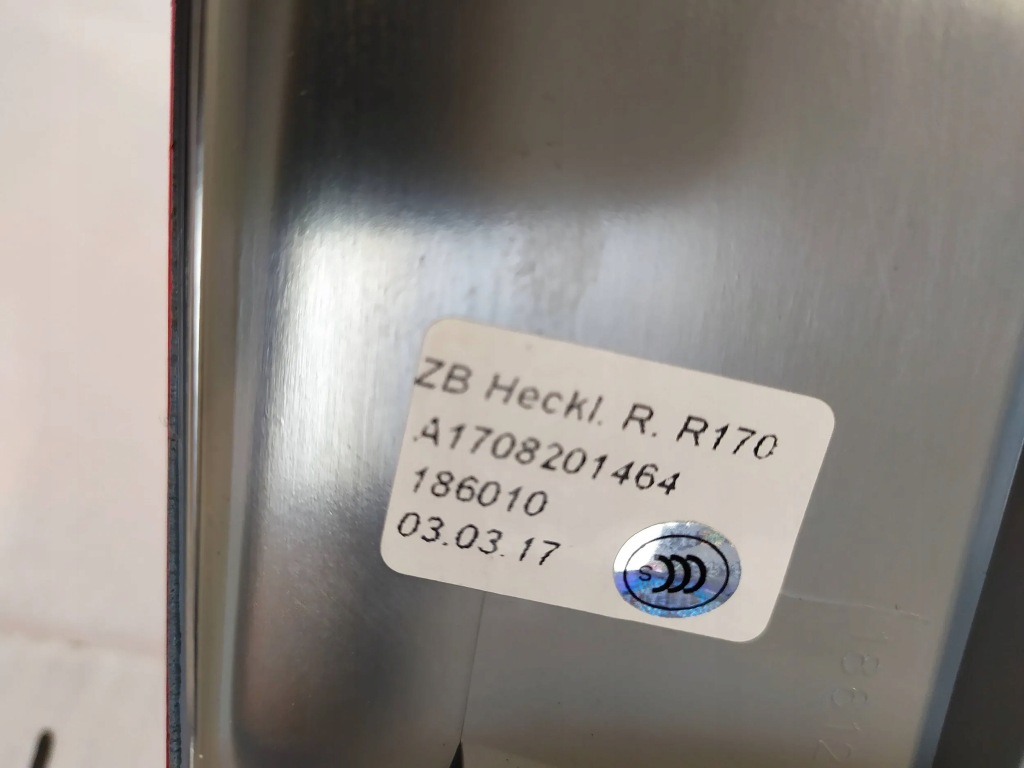 ZB Heckl. R. R170
A1708201464
186010
03.03.17
S